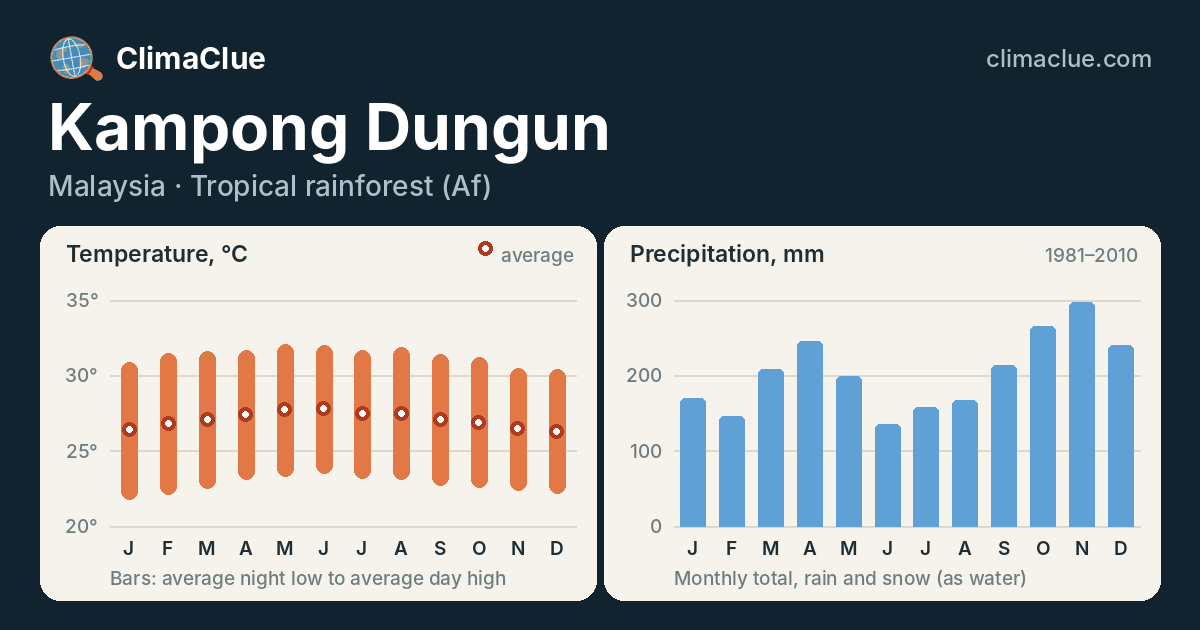 ClimaClue
climaclue.com
Kampong Dungun
Malaysia · Tropical rainforest (Af)
Temperature, °C
average
35°
30°
25°
20°
J F M A M J J A S O N D
Bars: average night low to average day high
Precipitation, mm
1981–2010
300
200
100
0
J F M A M J J A S O N D
Monthly total, rain and snow (as water)